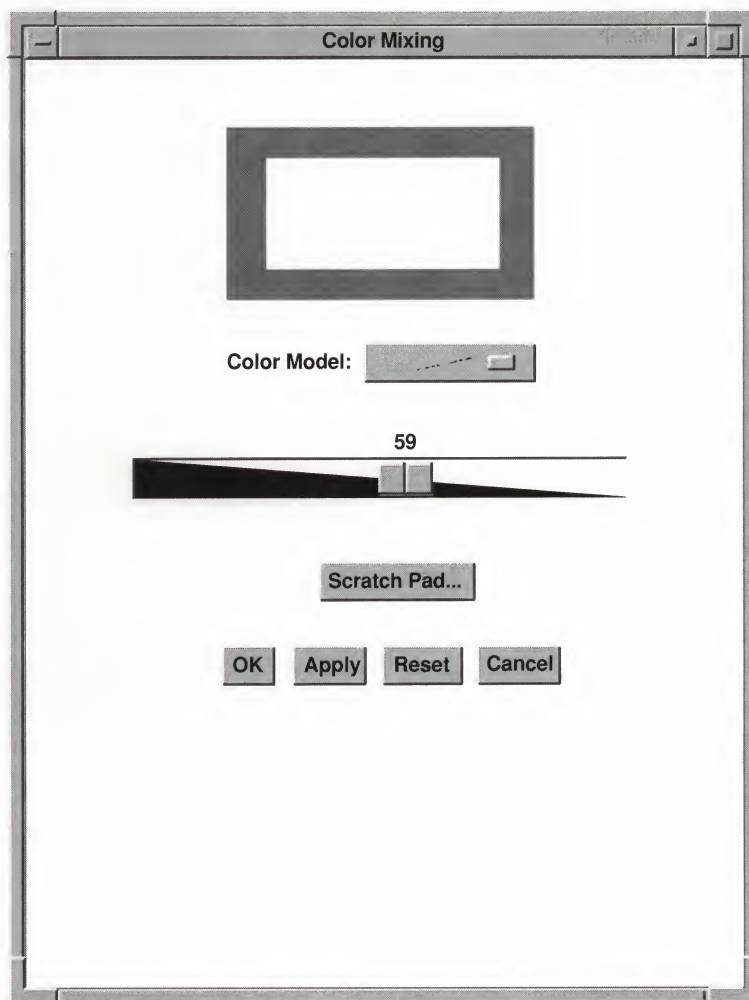 Color Mixing
Color Model:
59
Scratch Pad...
OK Apply Reset Cancel